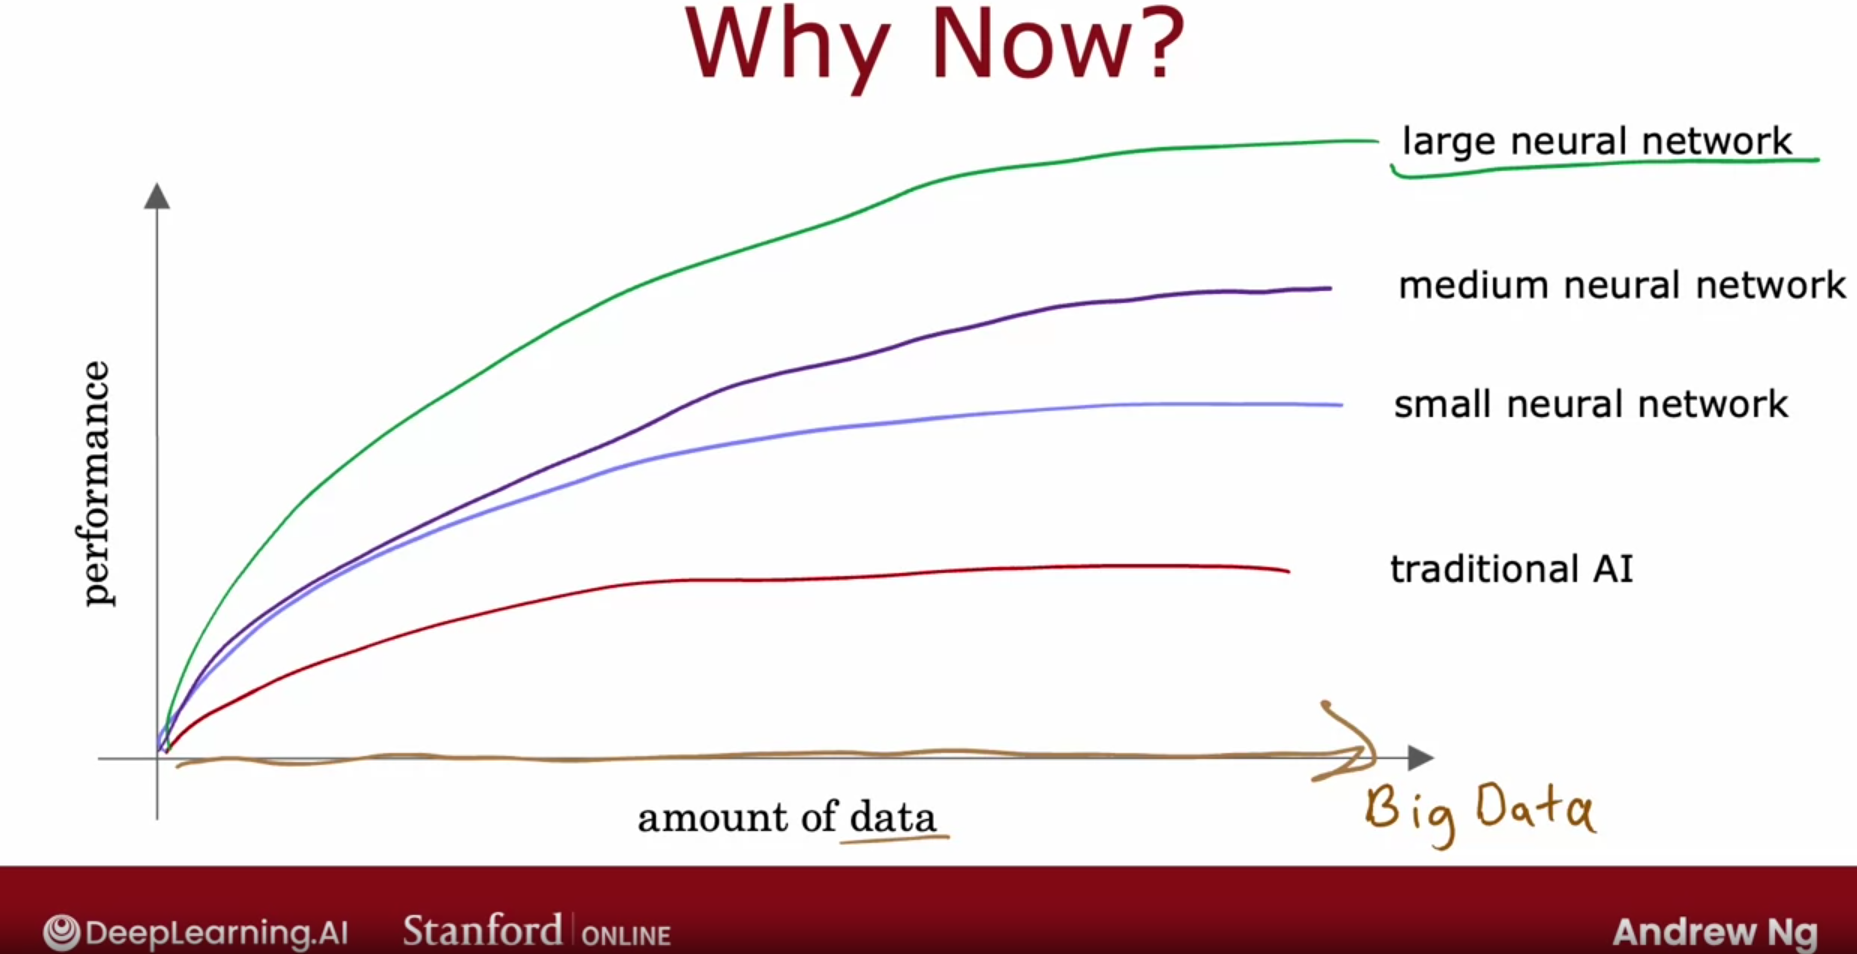 Why Now?
large neural network
medium neural network
small neural network
traditional AI
performance
amount of data
Big Data
DeepLearning.AI
Stanford ONLINE
Andrew Ng